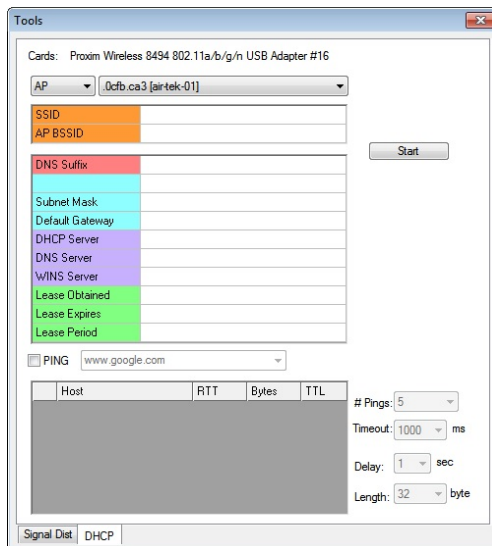 Tools
Cards: Proxim Wireless 8494 802.11a/b/g/n USB Adapter #16
AP .0cfb.ca3 [air-tek-01]
SSID
AP BSSID
Start
DNS Suffix
Subnet Mask
Default Gateway
DHCP Server
DNS Server
WINS Server
Lease Obtained
Lease Expires
Lease Period
PING www.google.com
Host RTT Bytes TTL
# Pings: 5
Timeout: 1000 ms
Delay: 1 sec
Length: 32 byte
Signal Dist DHCP